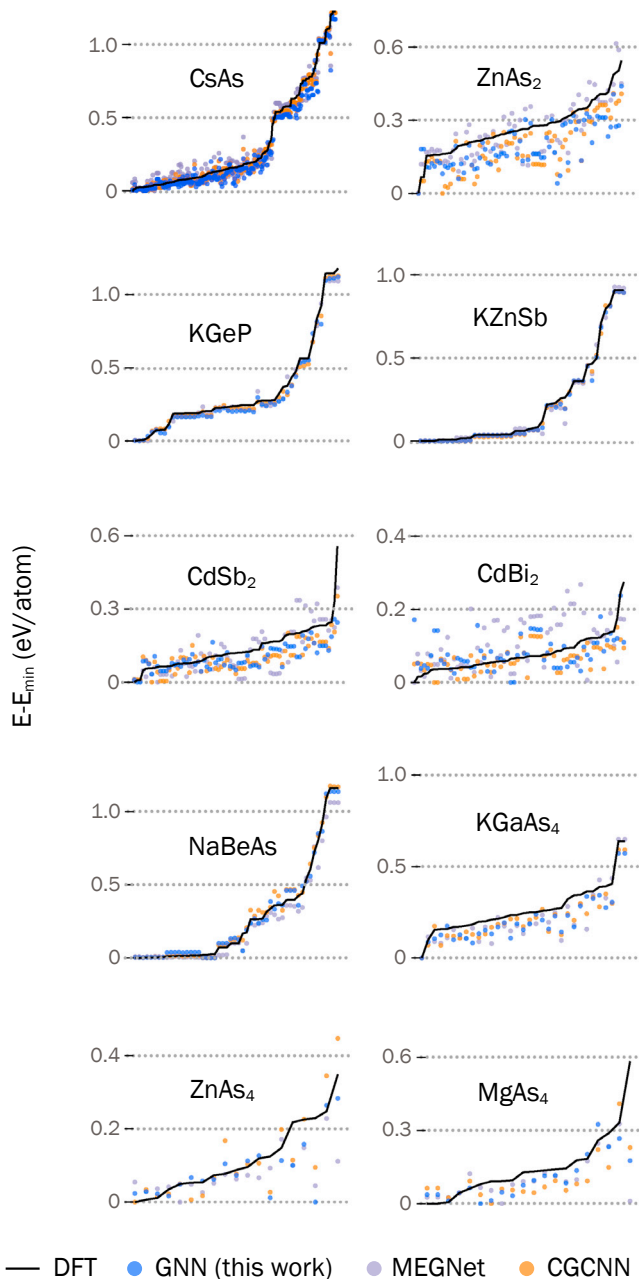 1.0
CsAs
0.5
0
0.6
ZnAs₂
0.3
0
1.0
KGeP
0.5
0
1.0
KZnSb
0.5
0
E-Eₘᵢₙ (eV/atom)
0.6
CdSb₂
0.3
0
0.4
CdBi₂
0.2
0
1.0
NaBeAs
0.5
0
1.0
KGaAs₄
0.5
0
0.4
ZnAs₄
0.2
0
0.6
MgAs₄
0.3
0
DFT GNN (this work) MEGNet CGCNN